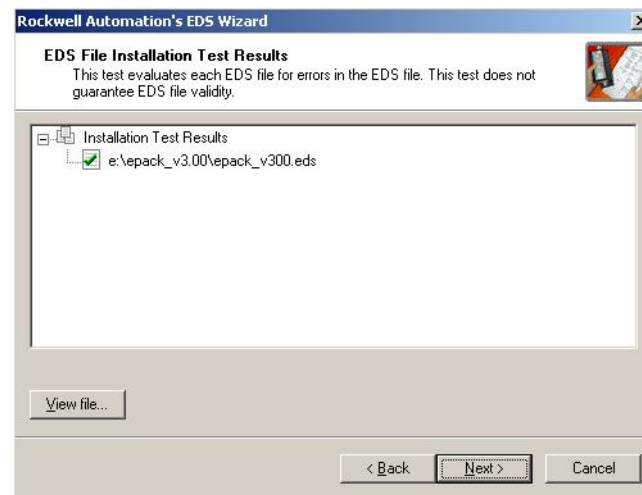 Rockwell Automation's EDS Wizard
EDS File Installation Test Results
This test evaluates each EDS file for errors in the EDS file. This test does not
guarantee EDS file validity.
Installation Test Results
e:\epack_v3.00\epack_v300.eds
View file...
< Back
Next >
Cancel